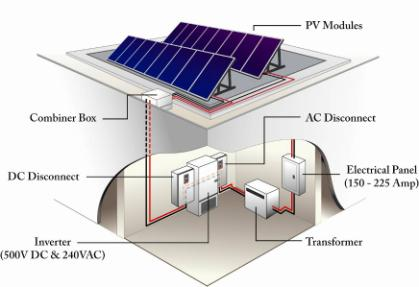 PV Modules
Combiner Box
AC Disconnect
DC Disconnect
Electrical Panel
(150 - 225 Amp)
Inverter
(500V DC & 240VAC)
Transformer